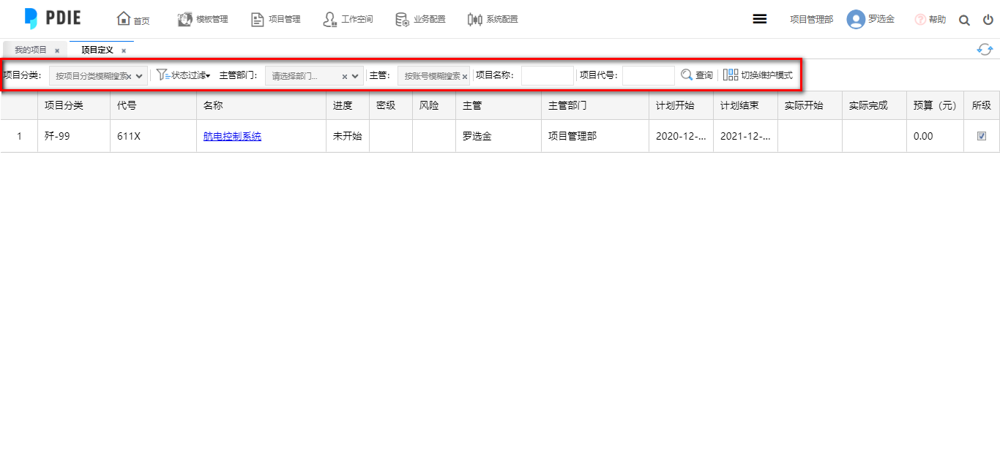 PDIE 首页 模板管理 项目管理 工作空间 业务配置 系统配置 项目管理部 罗选金 帮助
我的项目 × 项目定义 ×
项目分类: 按项目分类模糊搜索× 状态过滤 主管部门: 请选择部门... × 主管: 按账号模糊搜索× 项目名称: 项目代号: 查询 切换维护模式
项目分类 代号 名称 进度 密级 风险 主管 主管部门 计划开始 计划结束 实际开始 实际完成 预算（元） 所级
1 歼-99 611X 航电控制系统 未开始 罗选金 项目管理部 2020-12-... 2021-12-... 0.00